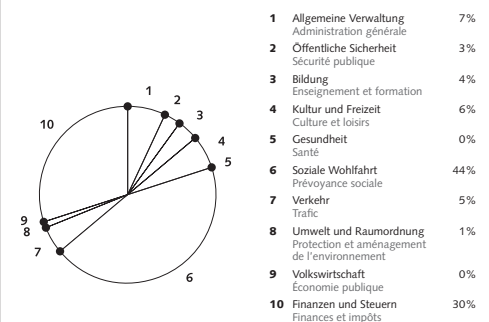 1 Allgemeine Verwaltung 7%
Administration générale
2 Öffentliche Sicherheit 3%
Sécurité publique
3 Bildung 4%
Enseignement et formation
4 Kultur und Freizeit 6%
Culture et loisirs
5 Gesundheit 0%
Santé
6 Soziale Wohlfahrt 44%
Prévoyance sociale
7 Verkehr 5%
Trafic
8 Umwelt und Raumordnung 1%
Protection et aménagement
de l'environnement
9 Volkswirtschaft 0%
Économie publique
10 Finanzen und Steuern 30%
Finances et impôts
1
2
3
4
5
6
7
8
9
10